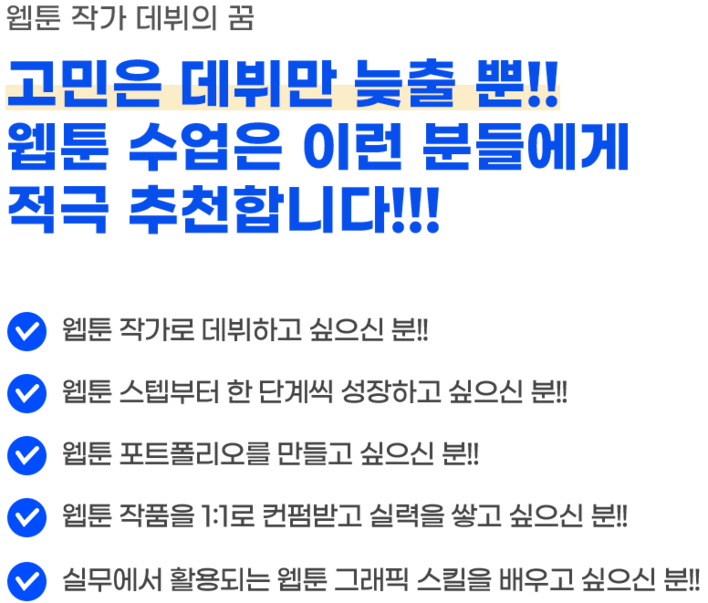 웹툰 작가 데뷔의 꿈
고민은 데뷔만 늦출 뿐!!
웹툰 수업은 이런 분들에게
적극 추천합니다!!!
웹툰 작가로 데뷔하고 싶으신 분!!
웹툰 스텝부터 한 단계씩 성장하고 싶으신 분!!
웹툰 포트폴리오를 만들고 싶으신 분!!
웹툰 작품을 1:1로 컨펌받고 실력을 쌓고 싶으신 분!!
실무에서 활용되는 웹툰 그래픽 스킬을 배우고 싶으신 분!!